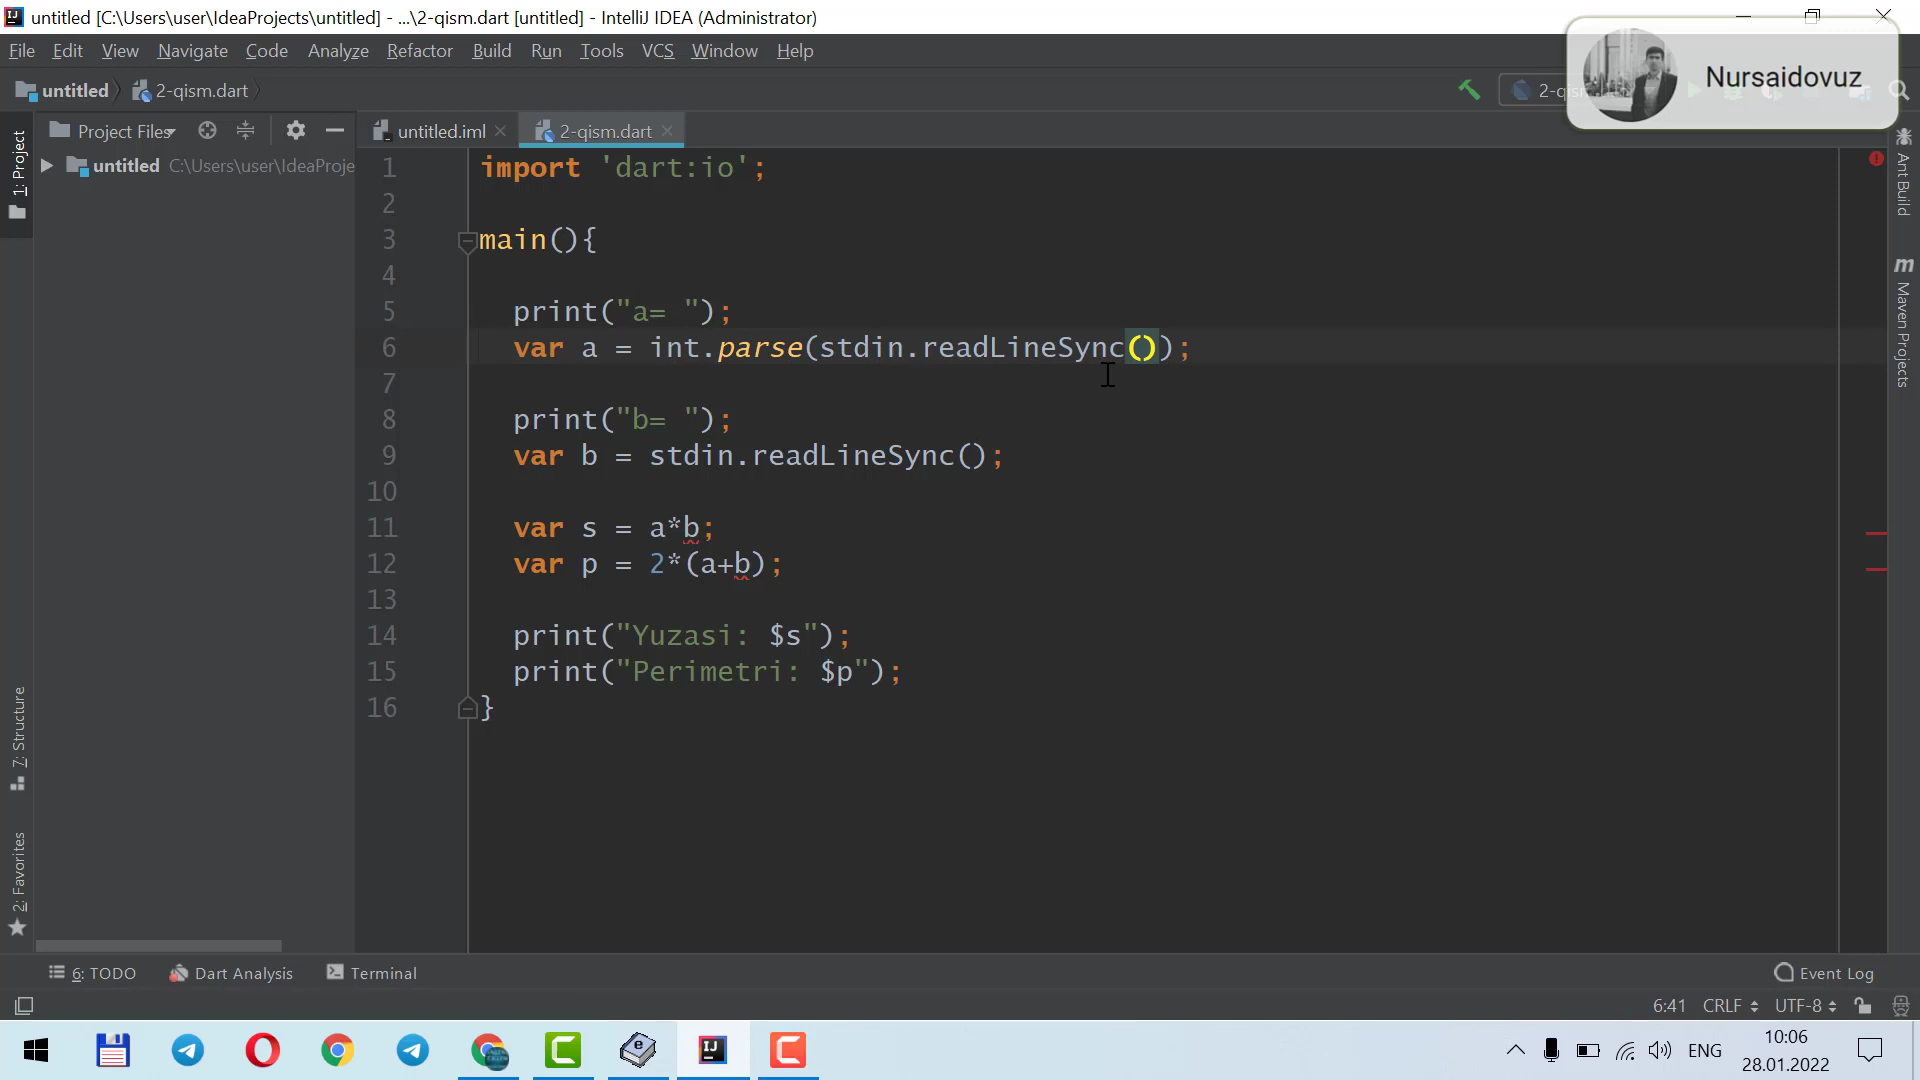 untitled [C:\Users\user\IdeaProjects\untitled] - ...\2-qism.dart [untitled] - IntelliJ IDEA (Administrator)
File Edit View Navigate Code Analyze Refactor Build Run Tools VCS Window Help
Nursaidovuz
untitled 2-qism.dart
Project Files untitled.iml 2-qism.dart
untitled C:\Users\user\IdeaProje
1: Project
7: Structure
2: Favorites
1 import 'dart:io';
2
3 main(){
4
5 print("a= ");
6 var a = int.parse(stdin.readLineSync());
7
8 print("b= ");
9 var b = stdin.readLineSync();
10
11 var s = a*b;
12 var p = 2*(a+b);
13
14 print("Yuzasi: $s");
15 print("Perimetri: $p");
16 }
Ant Build
m Maven Projects
6: TODO Dart Analysis Terminal Event Log
6:41 CRLF UTF-8
ENG 10:06
28.01.2022